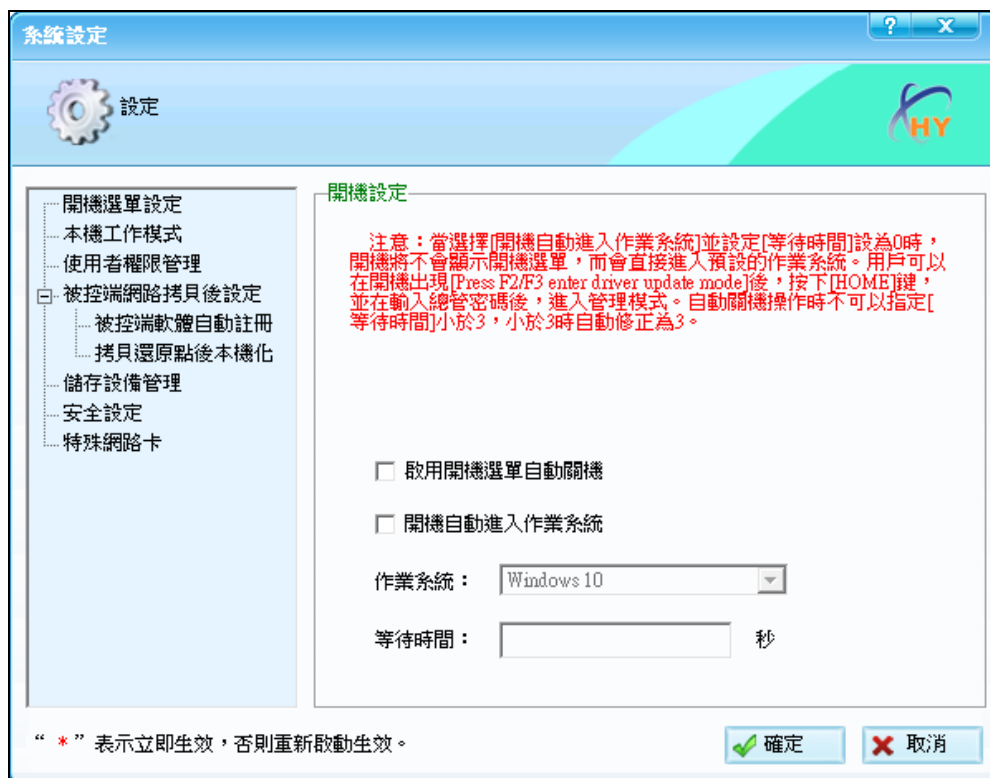 系統設定
?
X
設定
HY
開機選單設定
本機工作模式
使用者權限管理
被控端網路拷貝後設定
被控端軟體自動註冊
拷貝還原點後本機化
儲存設備管理
安全設定
特殊網路卡
開機設定
注意：當選擇[開機自動進入作業系統]並設定[等待時間]設為0時，
開機將不會顯示開機選單，而會直接進入預設的作業系統。用戶可以
在開機出現[Press F2/F3 enter driver update mode]後，按下[HOME]鍵，
並在輸入總管密碼後，進入管理模式。自動關機操作時不可以指定[
等待時間]小於3，小於3時自動修正為3。
啟用開機選單自動關機
開機自動進入作業系統
作業系統：
Windows 10
等待時間：
秒
“ * ” 表示立即生效，否則重新啟動生效。
確定
取消